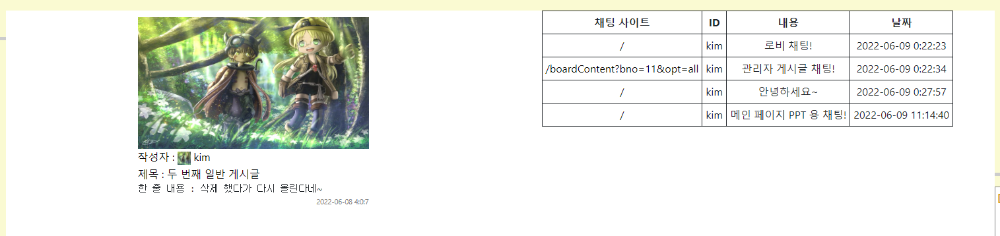 작성자 : kim
제목 : 두 번째 일반 게시글
한 줄 내용 : 삭제 했다가 다시 올린다네~
2022-06-08 4:0:7
채팅 사이트 ID 내용 날짜
/ kim 로비 채팅! 2022-06-09 0:22:23
/boardContent?bno=11&opt=all kim 관리자 게시글 채팅! 2022-06-09 0:22:34
/ kim 안녕하세요~ 2022-06-09 0:27:57
/ kim 메인 페이지 PPT 용 채팅! 2022-06-09 11:14:40